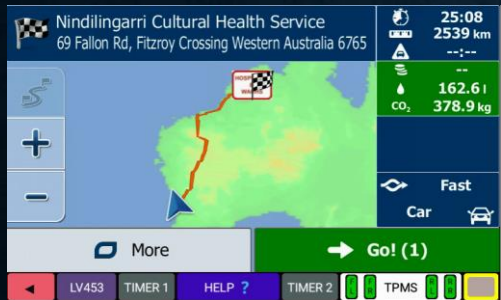 Nindilingarri Cultural Health Service
69 Fallon Rd, Fitzroy Crossing Western Australia 6765
25:08
2539 km
--:--
--
162.6 l
CO₂ 378.9 kg
Fast
Car
More
Go! (1)
LV453
TIMER 1
HELP ?
TIMER 2
TPMS